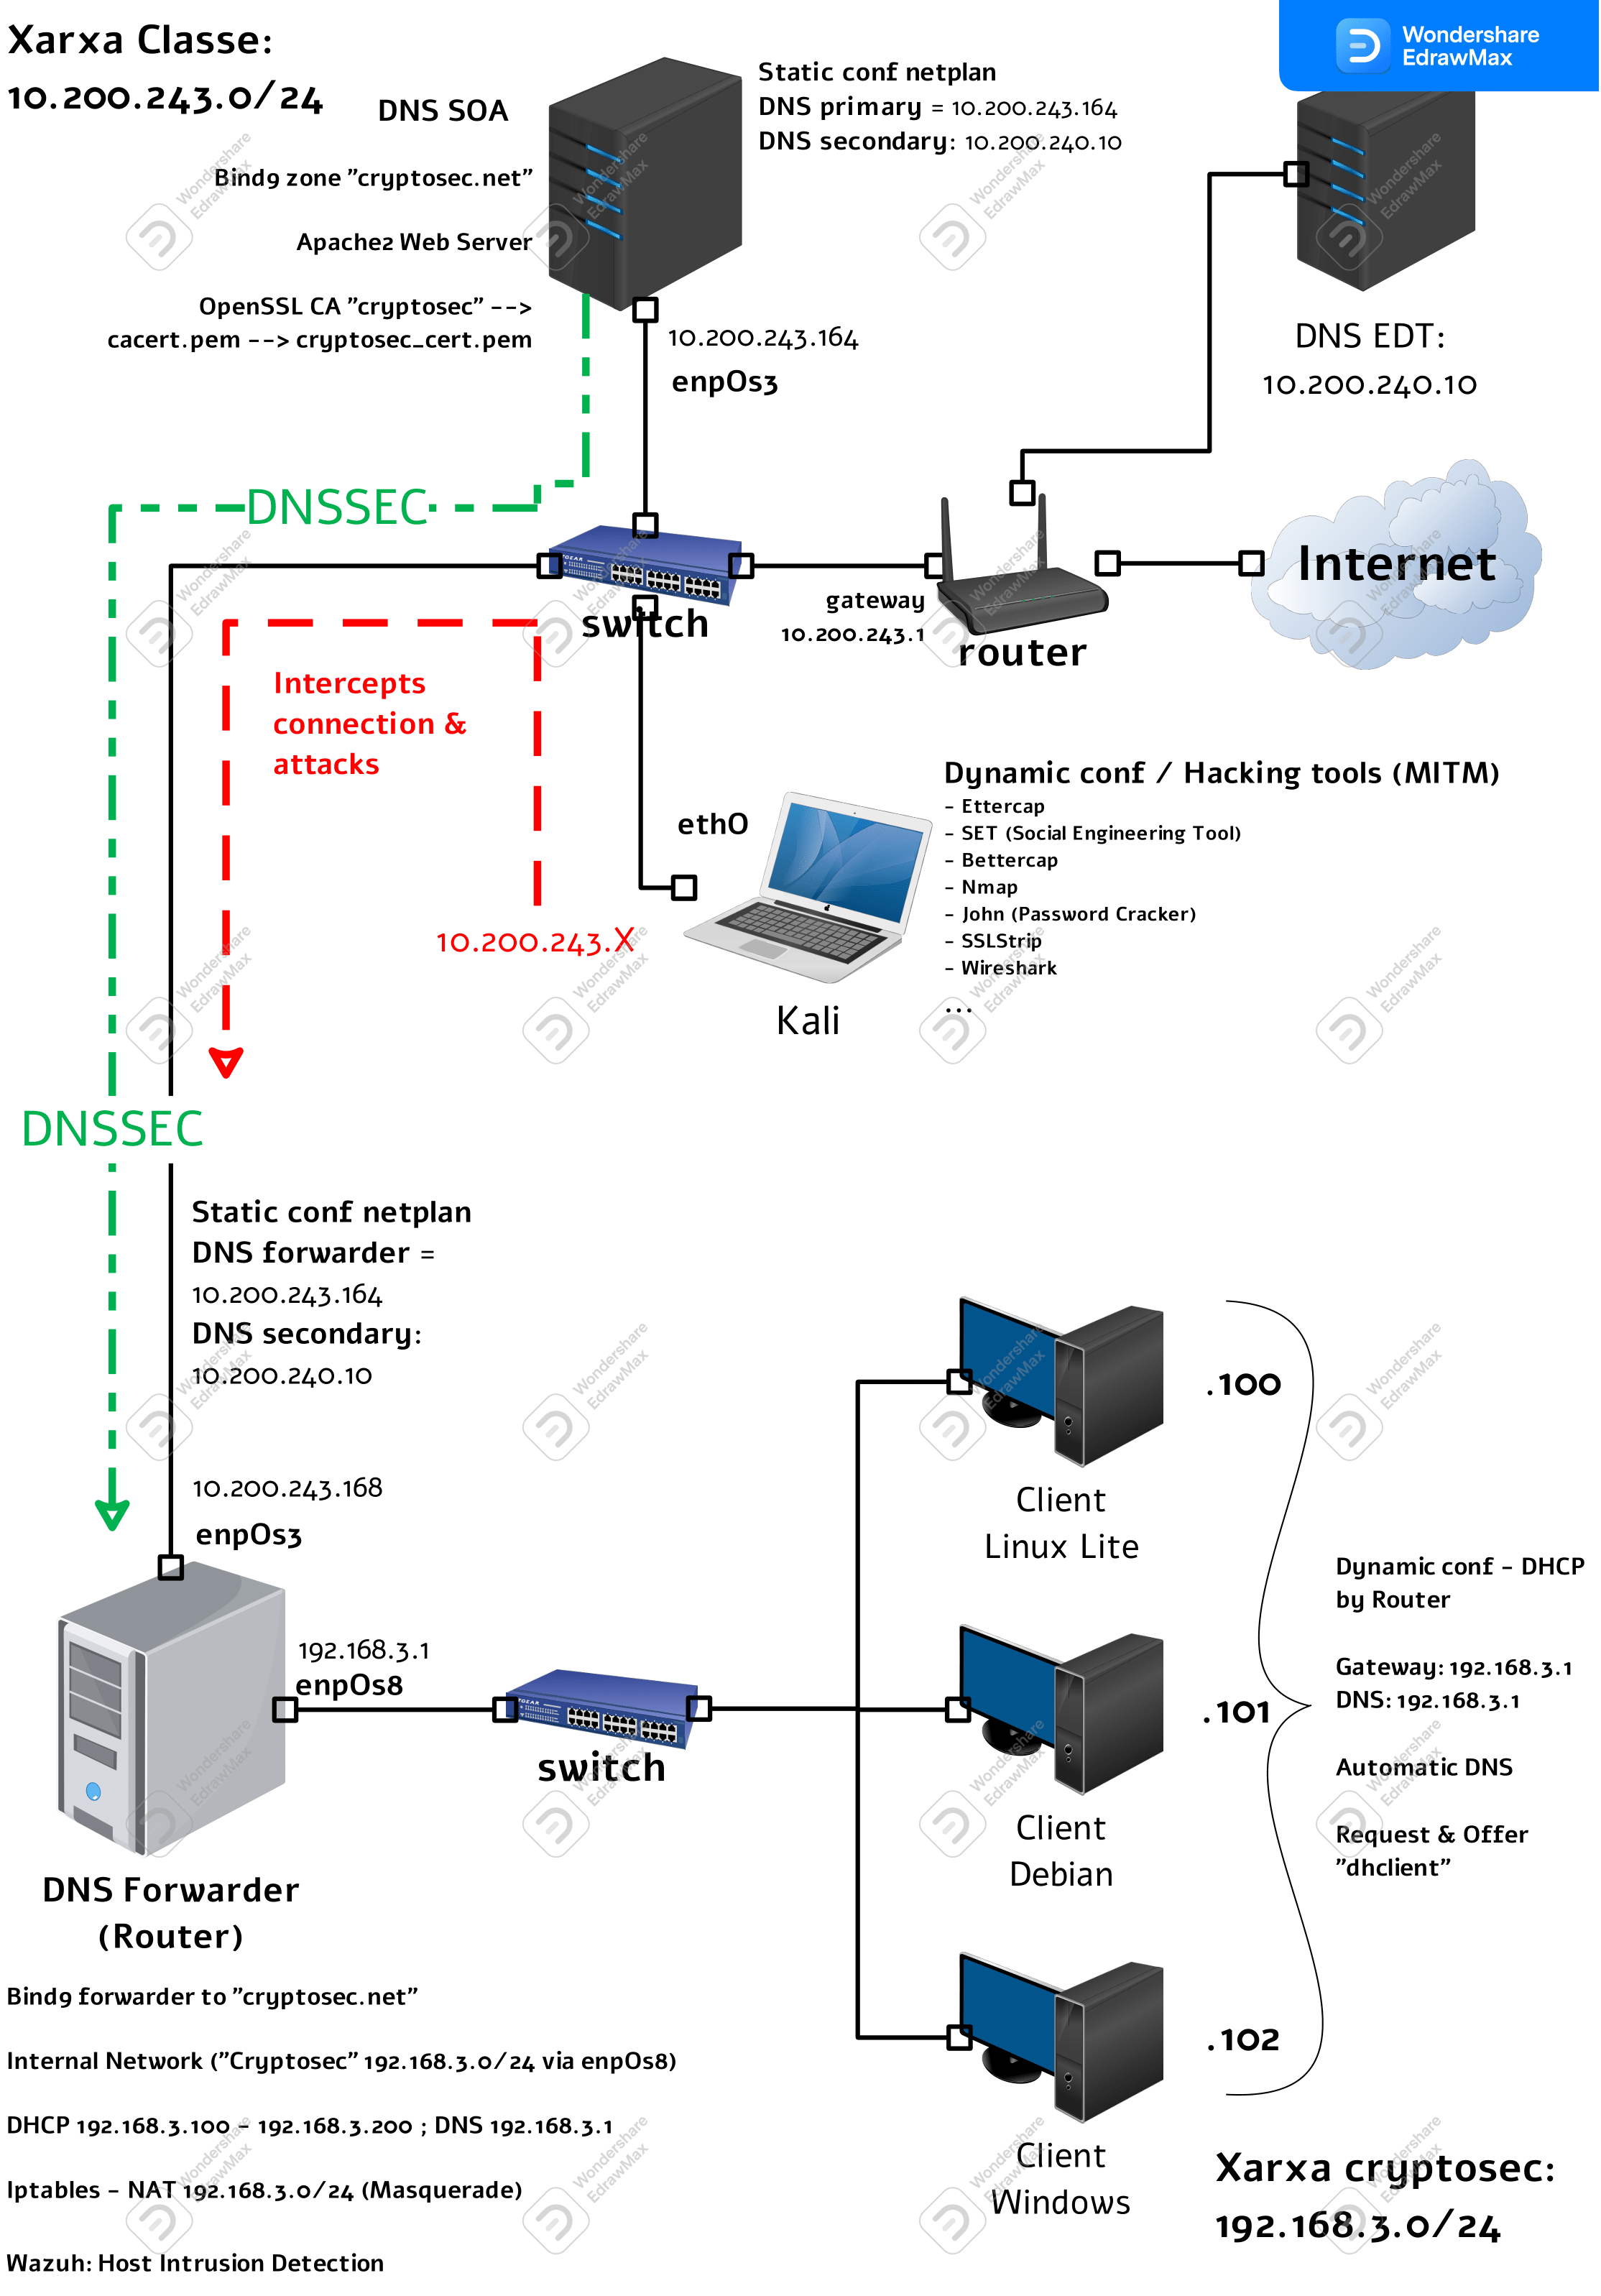 Xarxa Classe:
10.200.243.0/24
DNS SOA
Bind9 zone "cryptosec.net"
Apache2 Web Server
OpenSSL CA "cryptosec" -->
cacert.pem --> cryptosec_cert.pem
Static conf netplan
DNS primary = 10.200.243.164
DNS secondary: 10.200.240.10
Wondershare
EdrawMax
10.200.243.164
enp0s3
DNS EDT:
10.200.240.10
DNSSEC
switch
gateway
10.200.243.1
router
Internet
Intercepts
connection &
attacks
10.200.243.X
eth0
Kali
Dynamic conf / Hacking tools (MITM)
- Ettercap
- SET (Social Engineering Tool)
- Bettercap
- Nmap
- John (Password Cracker)
- SSLStrip
- Wireshark
...
DNSSEC
Static conf netplan
DNS forwarder =
10.200.243.164
DNS secondary:
10.200.240.10
10.200.243.168
enp0s3
192.168.3.1
enp0s8
switch
DNS Forwarder
(Router)
Bind9 forwarder to "cryptosec.net"
Internal Network ("Cryptosec" 192.168.3.0/24 via enp0s8)
DHCP 192.168.3.100 - 192.168.3.200 ; DNS 192.168.3.1
Iptables - NAT 192.168.3.0/24 (Masquerade)
Wazuh: Host Intrusion Detection
.100
Client
Linux Lite
.101
Client
Debian
.102
Client
Windows
Dynamic conf - DHCP
by Router
Gateway: 192.168.3.1
DNS: 192.168.3.1
Automatic DNS
Request & Offer
"dhclient"
Xarxa cryptosec:
192.168.3.0/24